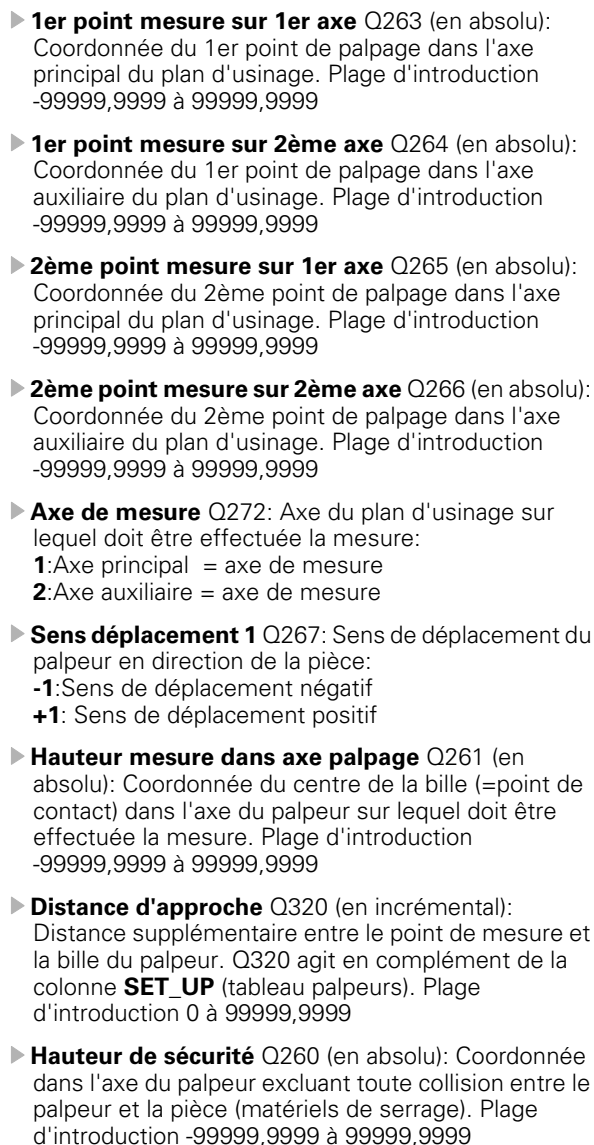 1er point mesure sur 1er axe Q263 (en absolu):
Coordonnée du 1er point de palpage dans l'axe
principal du plan d'usinage. Plage d'introduction
-99999,9999 à 99999,9999
1er point mesure sur 2ème axe Q264 (en absolu):
Coordonnée du 1er point de palpage dans l'axe
auxiliaire du plan d'usinage. Plage d'introduction
-99999,9999 à 99999,9999
2ème point mesure sur 1er axe Q265 (en absolu):
Coordonnée du 2ème point de palpage dans l'axe
principal du plan d'usinage. Plage d'introduction
-99999,9999 à 99999,9999
2ème point mesure sur 2ème axe Q266 (en absolu):
Coordonnée du 2ème point de palpage dans l'axe
auxiliaire du plan d'usinage. Plage d'introduction
-99999,9999 à 99999,9999
Axe de mesure Q272: Axe du plan d'usinage sur
lequel doit être effectuée la mesure:
1:Axe principal = axe de mesure
2:Axe auxiliaire = axe de mesure
Sens déplacement 1 Q267: Sens de déplacement du
palpeur en direction de la pièce:
-1:Sens de déplacement négatif
+1: Sens de déplacement positif
Hauteur mesure dans axe palpage Q261 (en
absolu): Coordonnée du centre de la bille (=point de
contact) dans l'axe du palpeur sur lequel doit être
effectuée la mesure. Plage d'introduction
-99999,9999 à 99999,9999
Distance d'approche Q320 (en incrémental):
Distance supplémentaire entre le point de mesure et
la bille du palpeur. Q320 agit en complément de la
colonne SET_UP (tableau palpeurs). Plage
d'introduction 0 à 99999,9999
Hauteur de sécurité Q260 (en absolu): Coordonnée
dans l'axe du palpeur excluant toute collision entre le
palpeur et la pièce (matériels de serrage). Plage
d'introduction -99999,9999 à 99999,9999